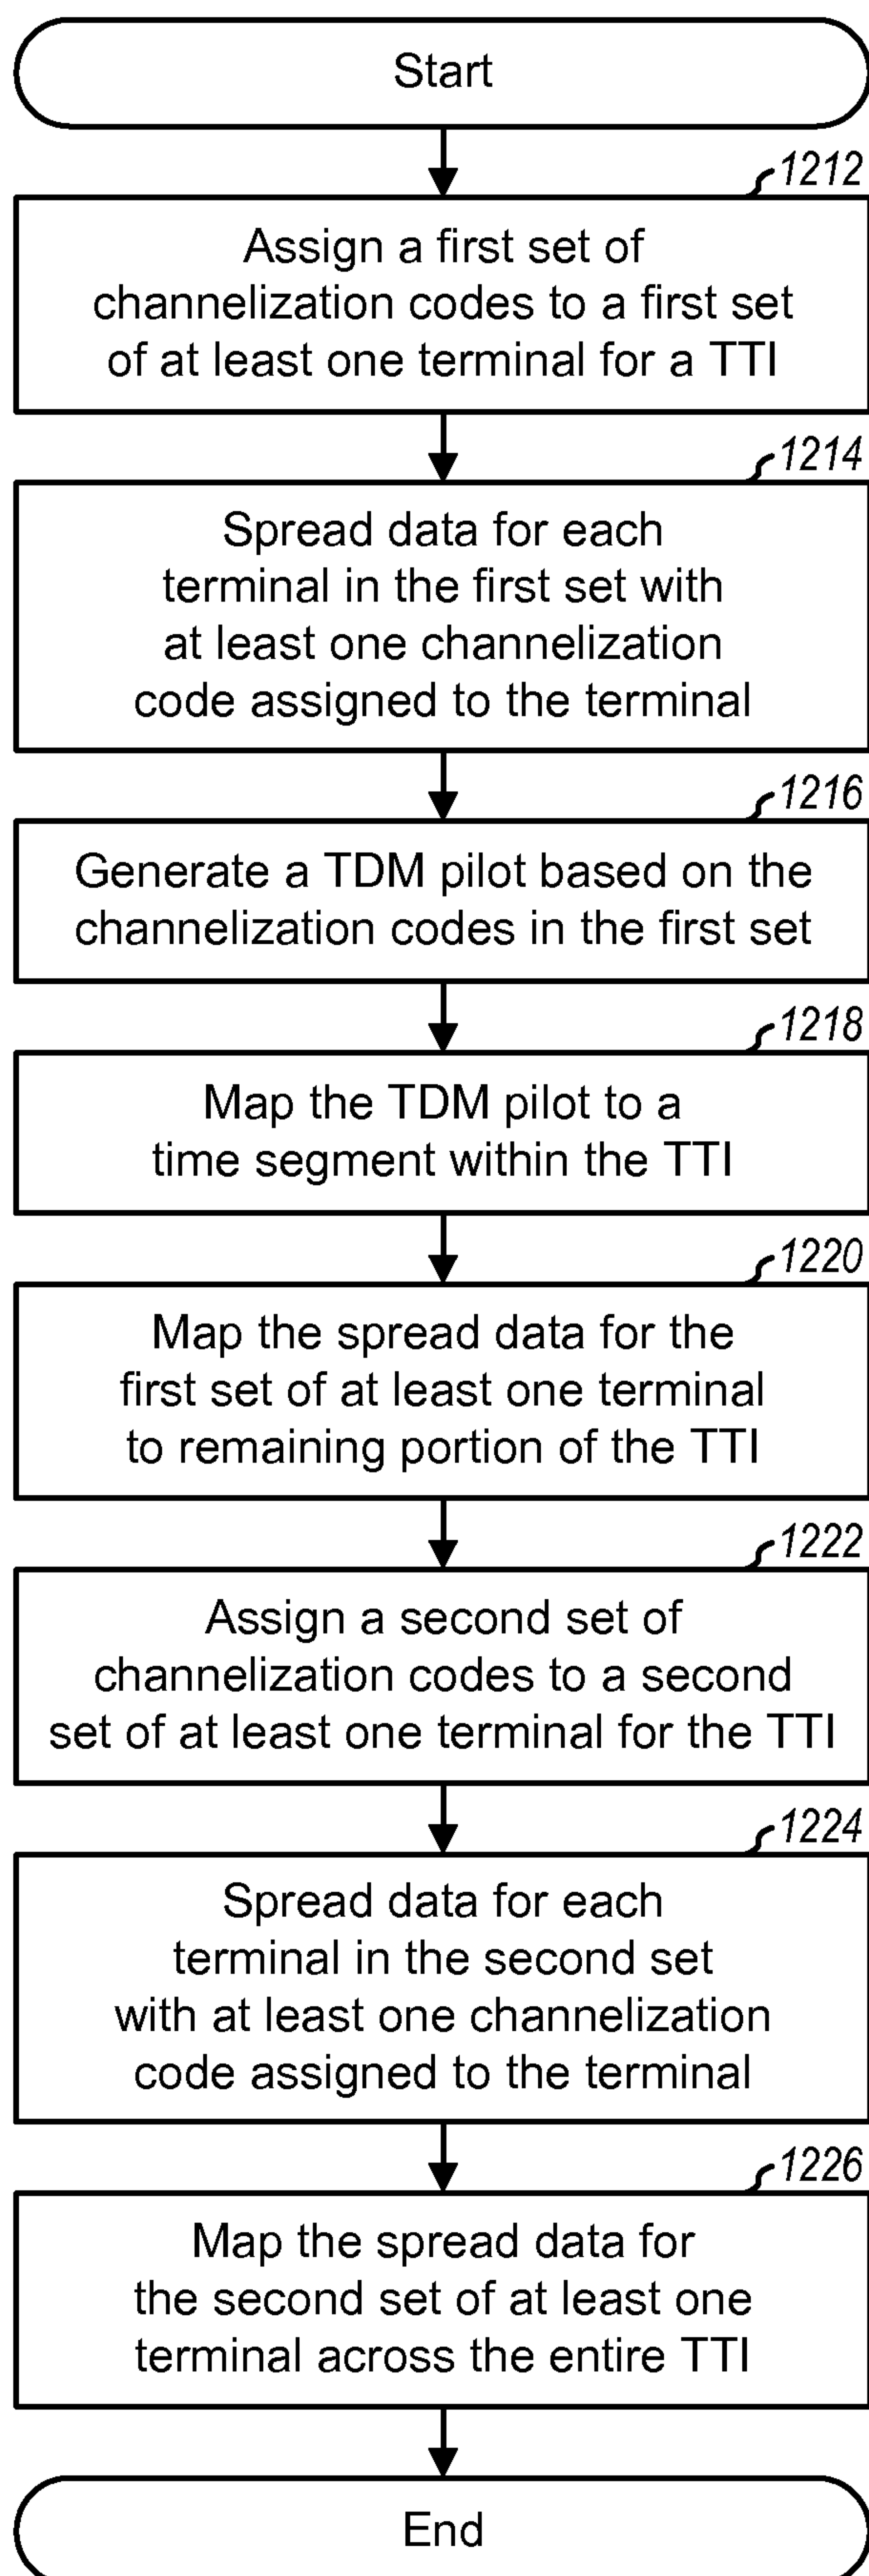 Start
1212
Assign a first set of
channelization codes to a first set
of at least one terminal for a TTI
1214
Spread data for each
terminal in the first set with
at least one channelization
code assigned to the terminal
1216
Generate a TDM pilot based on the
channelization codes in the first set
1218
Map the TDM pilot to a
time segment within the TTI
1220
Map the spread data for the
first set of at least one terminal
to remaining portion of the TTI
1222
Assign a second set of
channelization codes to a second
set of at least one terminal for the TTI
1224
Spread data for each
terminal in the second set
with at least one channelization
code assigned to the terminal
1226
Map the spread data for
the second set of at least one
terminal across the entire TTI
End